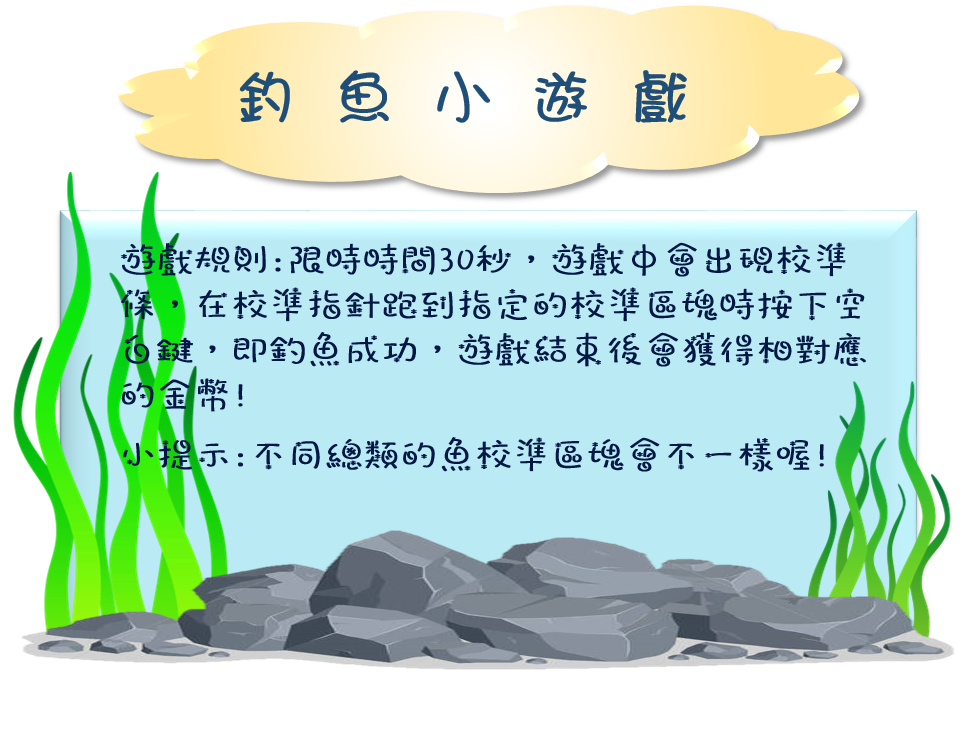 釣魚小遊戲
遊戲規則:限時時間30秒，遊戲中會出現校準
條，在校準指針跑到指定的校準區塊時按下空
白鍵，即釣魚成功，遊戲結束後會獲得相對應
的金幣!
小提示:不同總類的魚校準區塊會不一樣喔!